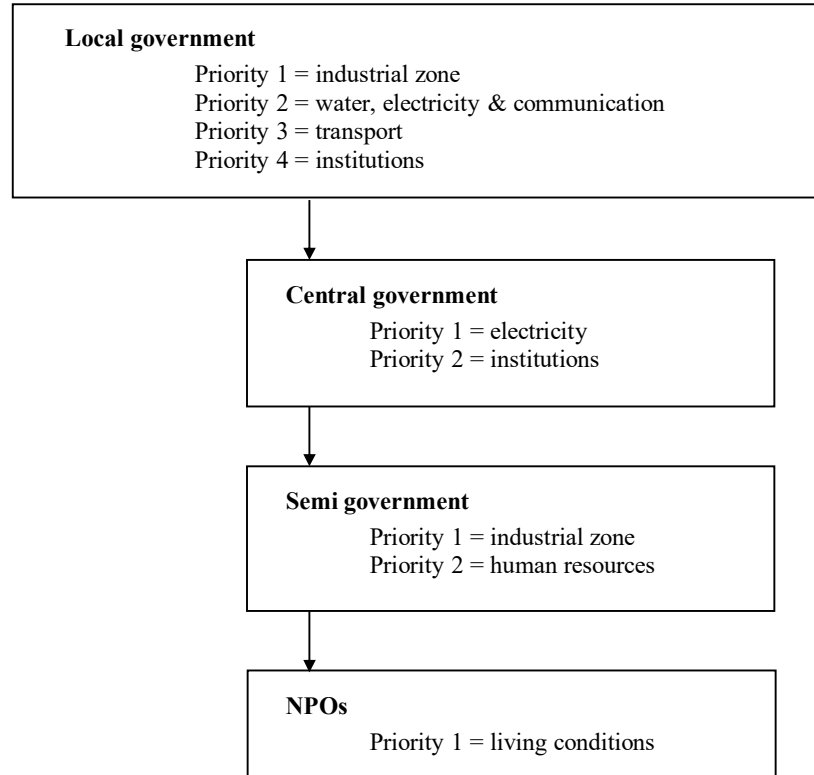 Local government
Priority 1 = industrial zone
Priority 2 = water, electricity & communication
Priority 3 = transport
Priority 4 = institutions
Central government
Priority 1 = electricity
Priority 2 = institutions
Semi government
Priority 1 = industrial zone
Priority 2 = human resources
NPOs
Priority 1 = living conditions